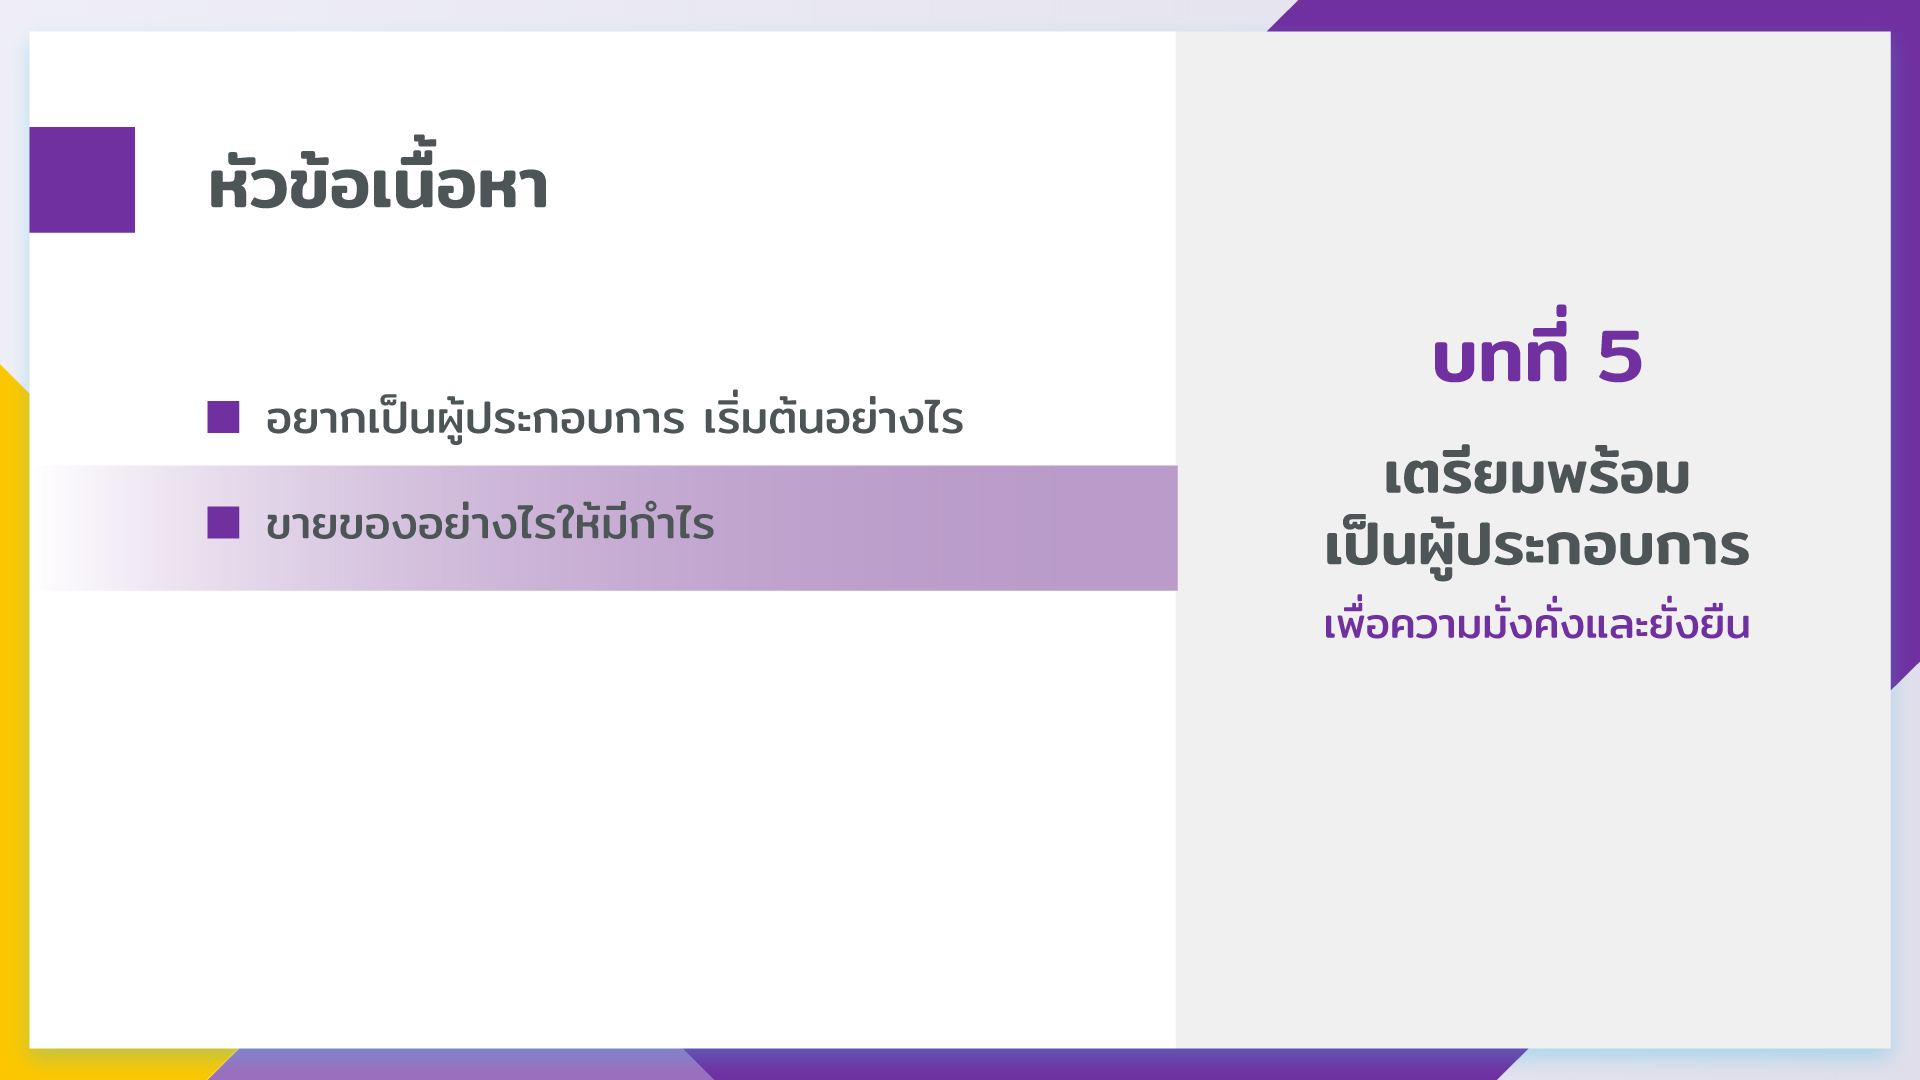 หัวข้อเนื้อหา
อยากเป็นผู้ประกอบการ เริ่มต้นอย่างไร
ขายของอย่างไรให้มีกำไร
บทที่ 5
เตรียมพร้อม
เป็นผู้ประกอบการ
เพื่อความมั่งคั่งและยั่งยืน